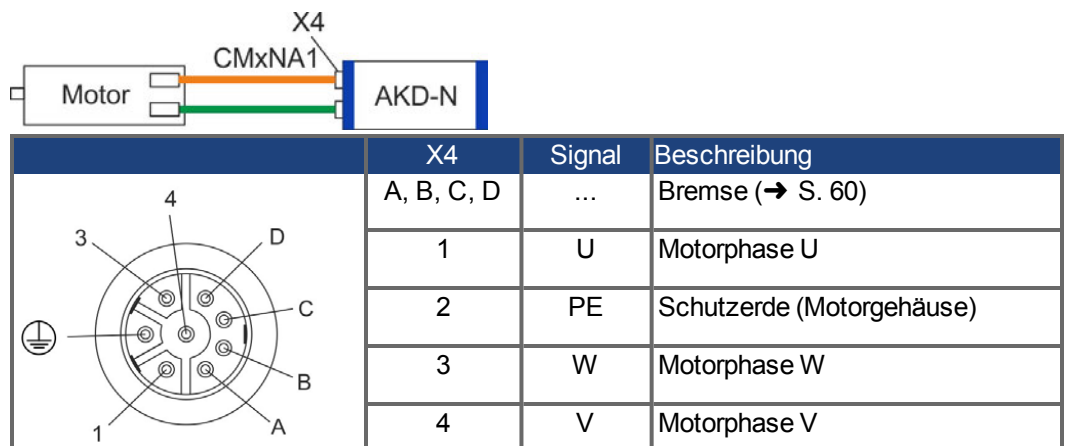 X4
CMxNA1
Motor
AKD-N
X4 Signal Beschreibung
A, B, C, D ... Bremse (➜ S. 60)
1 U Motorphase U
2 PE Schutzerde (Motorgehäuse)
3 W Motorphase W
4 V Motorphase V
4
3
D
C
B
1
A